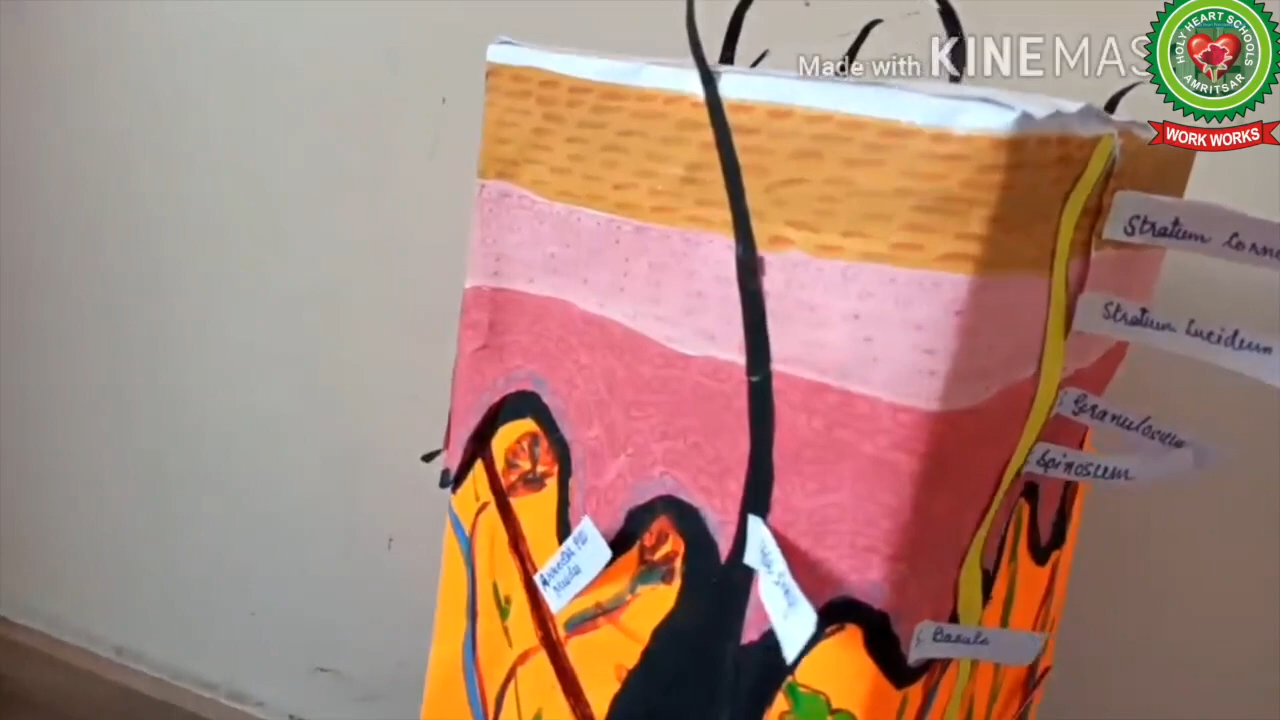 Made with KINEMAS
HOLY HEART SCHOOLS
AMRITSAR
WORK WORKS
Stratum Corne
Stratum Lucidum
Granulosum
Spinosum
Basale